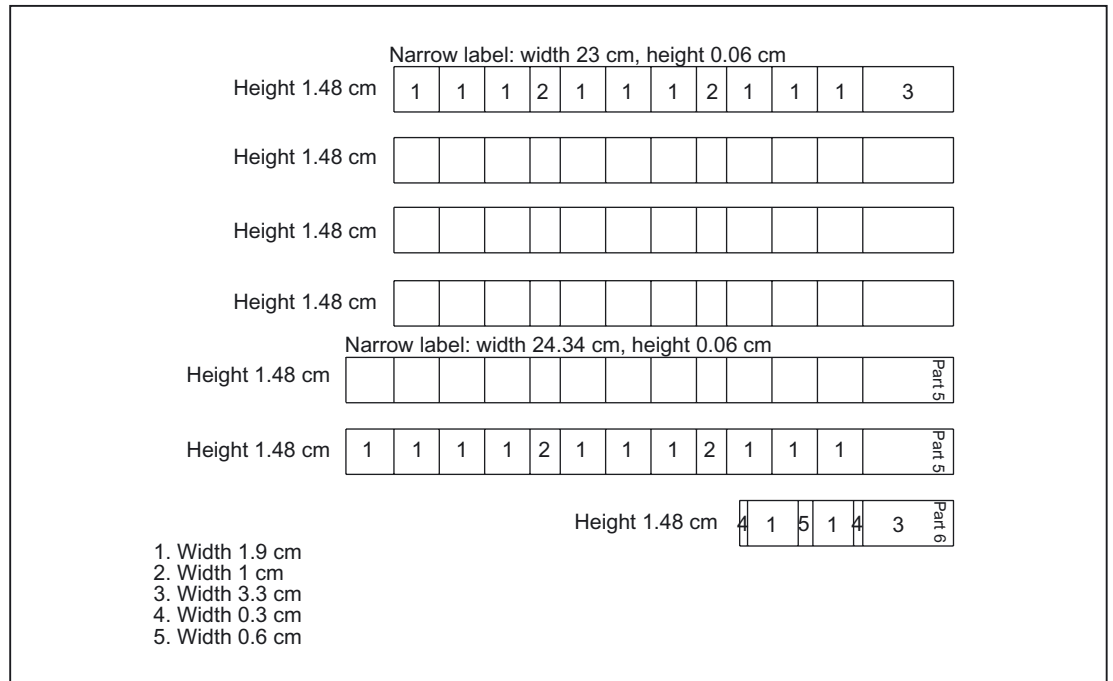 Narrow label: width 23 cm, height 0.06 cm
Height 1.48 cm 1 1 1 2 1 1 1 2 1 1 1 3
Height 1.48 cm
Height 1.48 cm
Height 1.48 cm
Narrow label: width 24.34 cm, height 0.06 cm
Height 1.48 cm Part 5
Height 1.48 cm 1 1 1 1 2 1 1 1 2 1 1 1 Part 5
Height 1.48 cm 4 1 5 1 4 3 Part 6
1. Width 1.9 cm
2. Width 1 cm
3. Width 3.3 cm
4. Width 0.3 cm
5. Width 0.6 cm